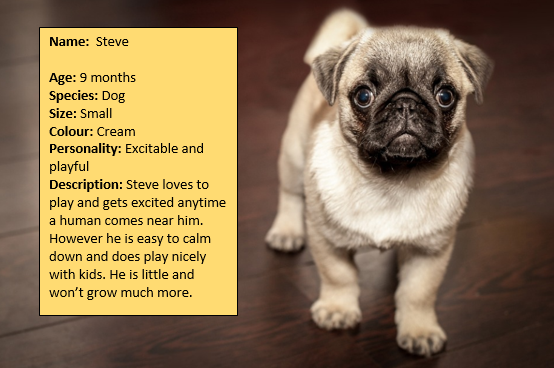 Name:  Steve

Age: 9 months
Species: Dog
Size: Small
Colour: Cream
Personality: Excitable and
playful
Description: Steve loves to
play and gets excited anytime
a human comes near him.
However he is easy to calm
down and does play nicely
with kids. He is little and
won’t grow much more.